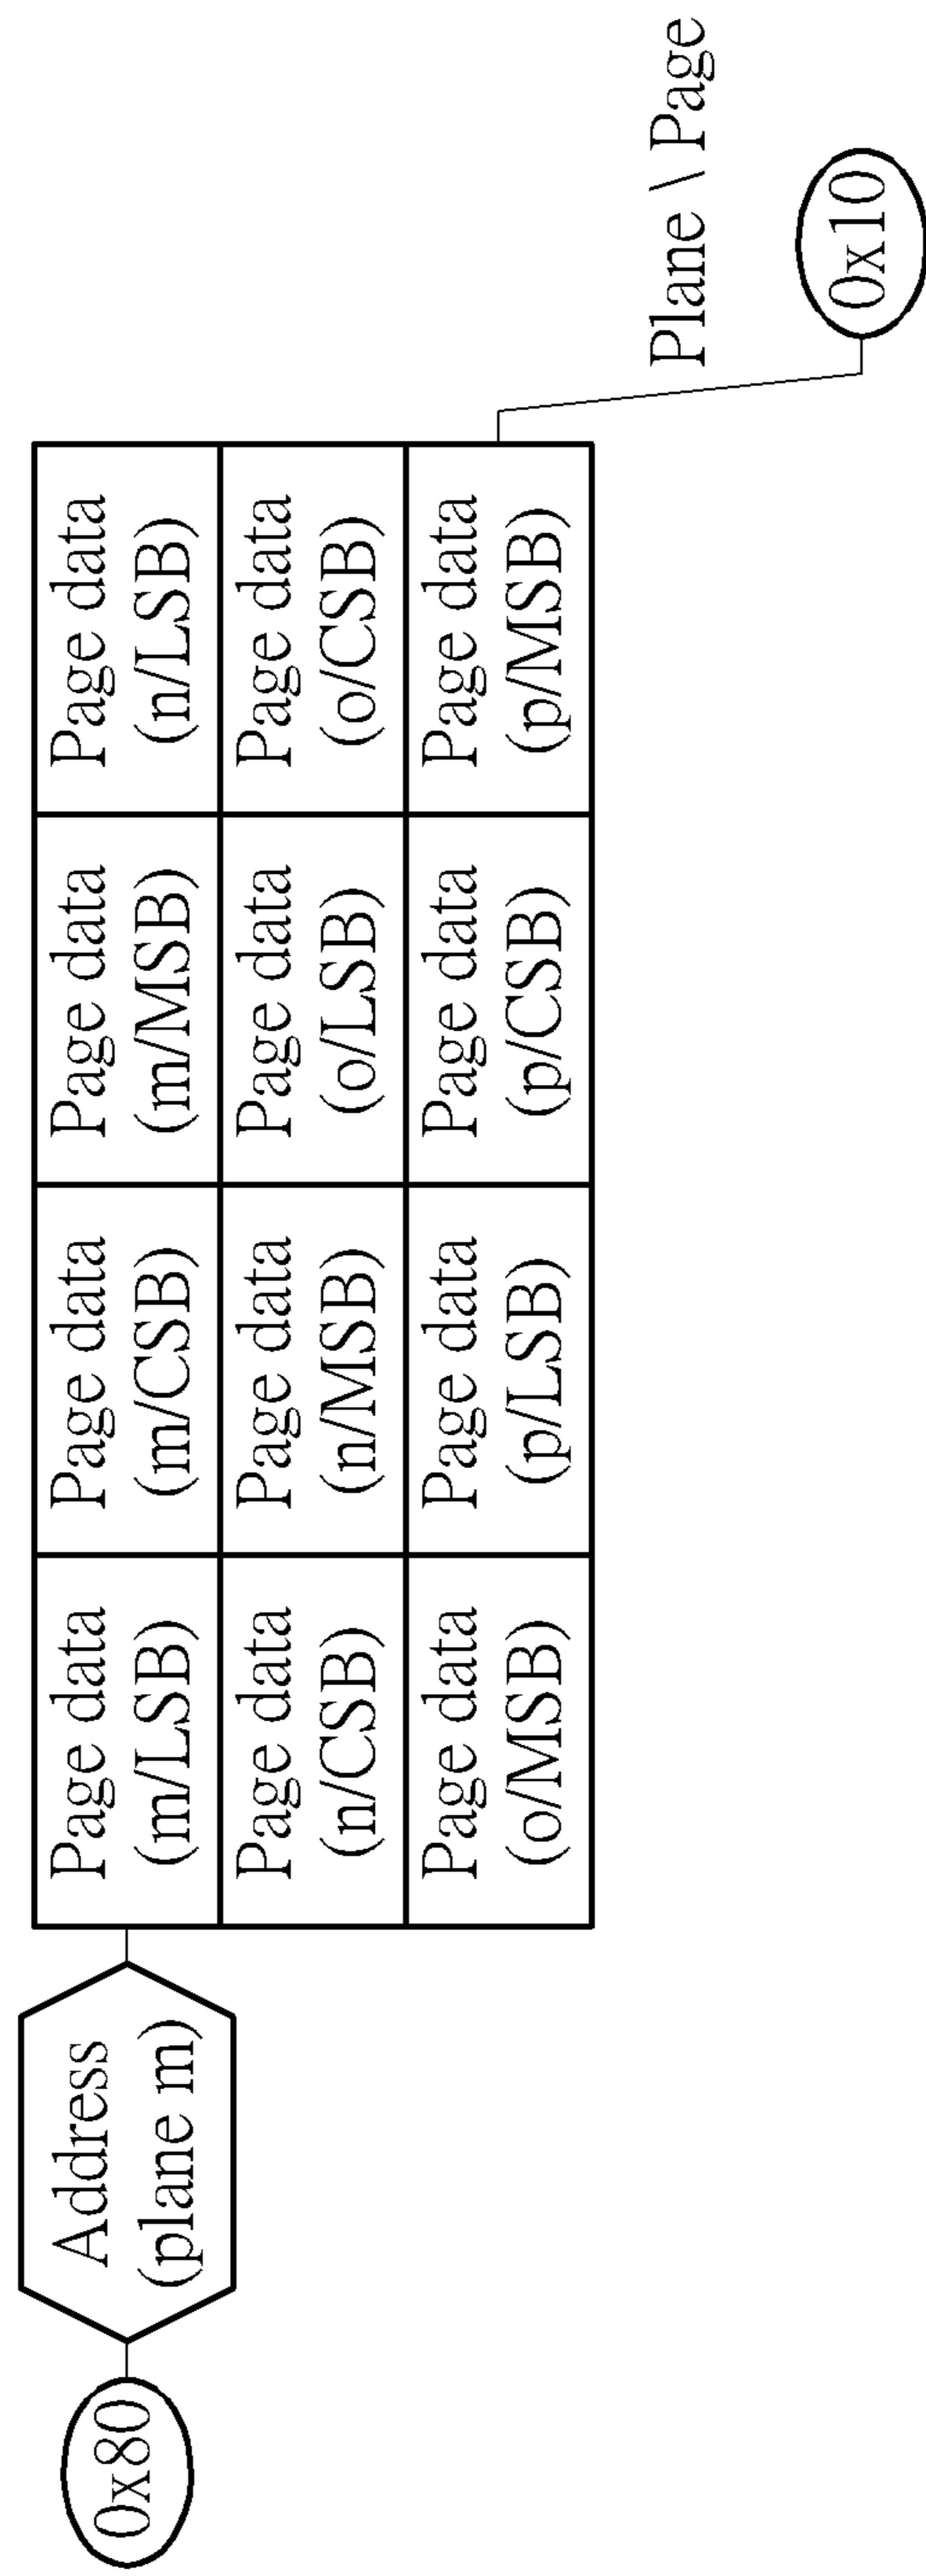 0x80
Address
(plane m)
Page data
(m/LSB)
Page data
(m/CSB)
Page data
(m/MSB)
Page data
(n/LSB)
Page data
(n/CSB)
Page data
(n/MSB)
Page data
(o/LSB)
Page data
(o/CSB)
Page data
(o/MSB)
Page data
(p/LSB)
Page data
(p/CSB)
Page data
(p/MSB)
Plane \ Page
0x10